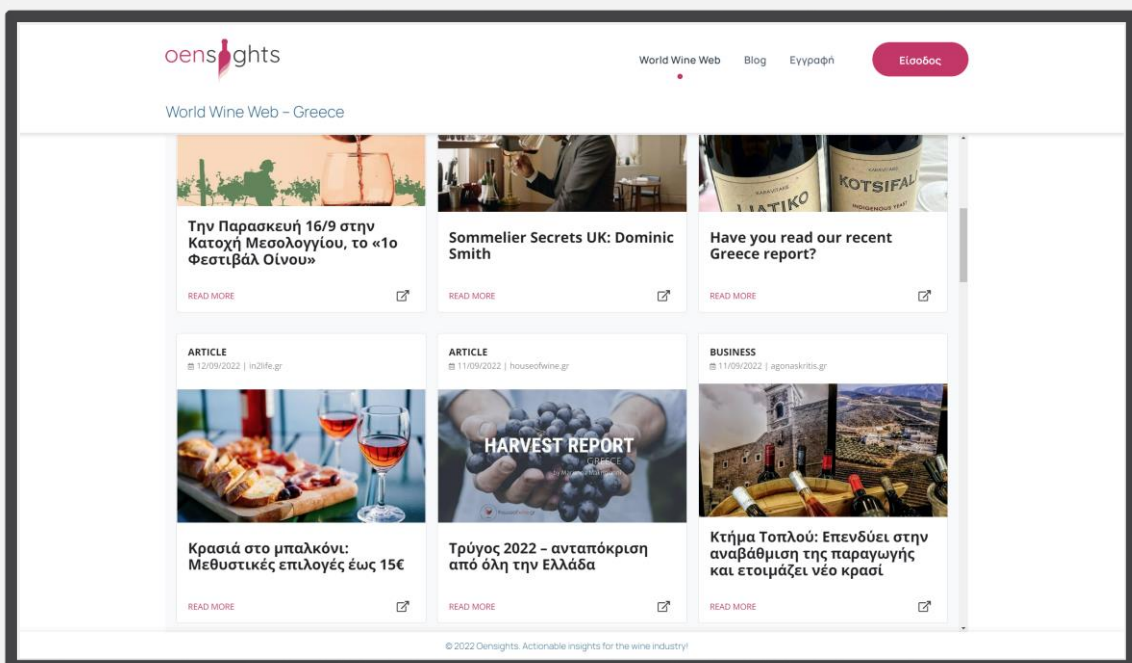 oensights
World Wine Web Blog Εγγραφή Είσοδος
World Wine Web – Greece
LIATIKO
KOTSIFALI
INDIGENOUS YEAST
Την Παρασκευή 16/9 στην
Κατοχή Μεσολογγίου, το «1ο
Φεστιβάλ Οίνου»
READ MORE
Sommelier Secrets UK: Dominic
Smith
READ MORE
Have you read our recent
Greece report?
READ MORE
ARTICLE
12/09/2022 | in2life.gr
Κρασιά στο μπαλκόνι:
Μεθυστικές επιλογές έως 15€
READ MORE
ARTICLE
11/09/2022 | houseofwine.gr
HARVEST REPORT
GREECE
Τρύγος 2022 – ανταπόκριση
από όλη την Ελλάδα
READ MORE
BUSINESS
11/09/2022 | agonaskritis.gr
Κτήμα Τοπλού: Επενδύει στην
αναβάθμιση της παραγωγής
και ετοιμάζει νέο κρασί
READ MORE
© 2022 Oensights. Actionable insights for the wine industry!